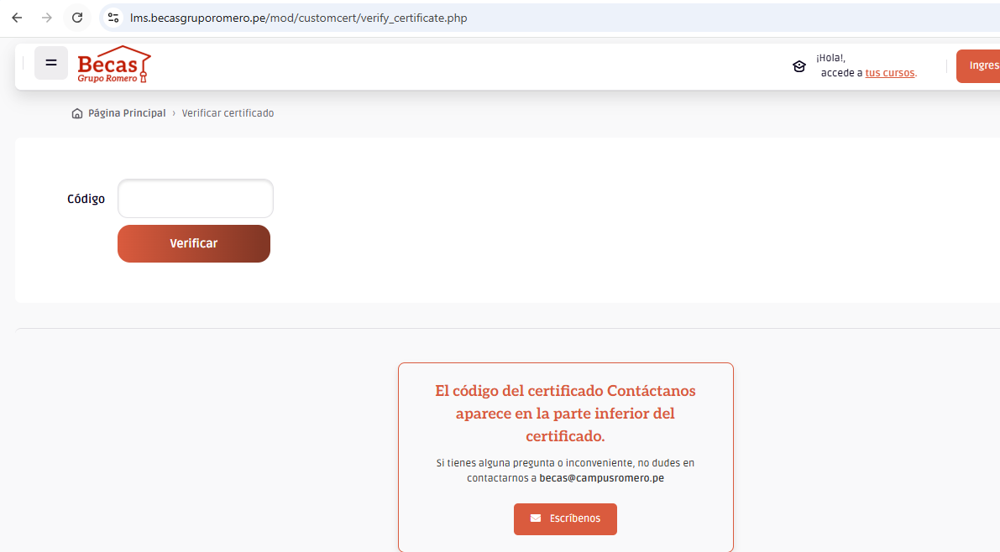 lms.becasgruporomero.pe/mod/customcert/verify_certificate.php
Becas
Grupo Romero
¡Hola!,
accede a tus cursos.
Ingres
Página Principal › Verificar certificado
Código
Verificar
El código del certificado Contáctanos
aparece en la parte inferior del
certificado.
Si tienes alguna pregunta o inconveniente, no dudes en
contactarnos a becas@campusromero.pe
Escríbenos